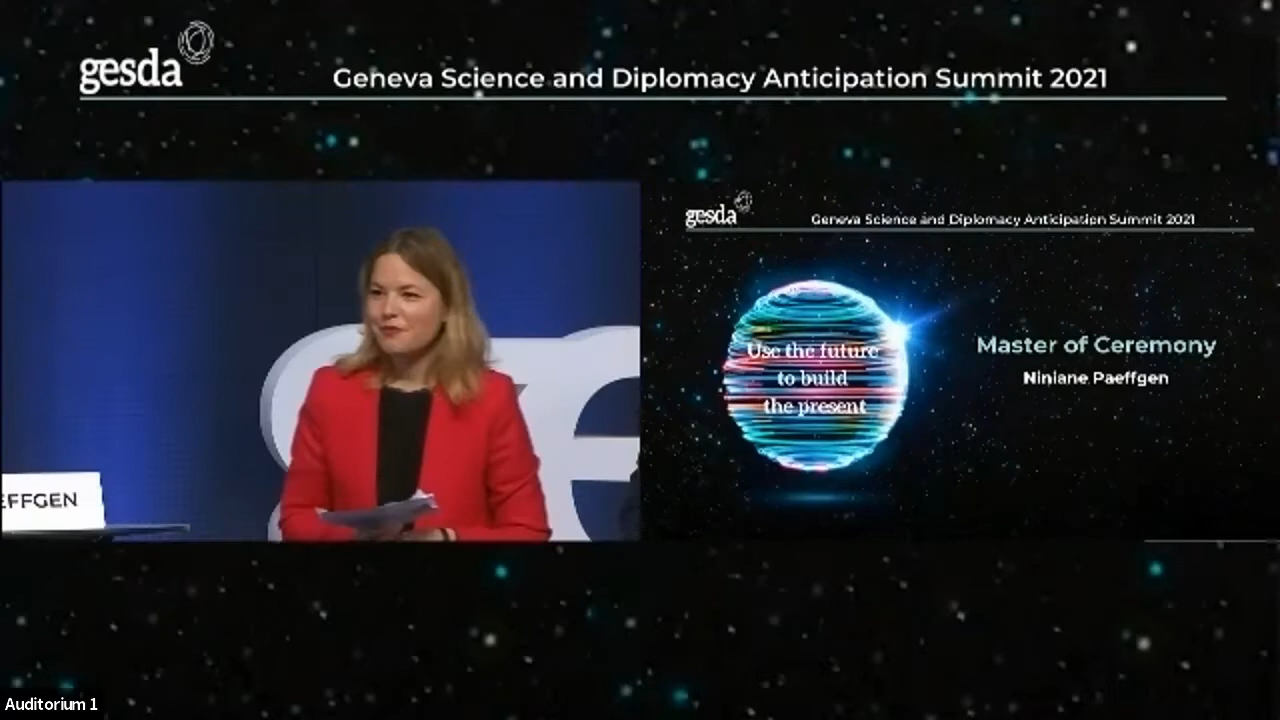 gesda
Geneva Science and Diplomacy Anticipation Summit 2021
EFFGEN
gesda
Geneva Science and Diplomacy Anticipation Summit 2021
Use the future
to build
the present
Master of Ceremony
Niniane Paeffgen
Auditorium 1